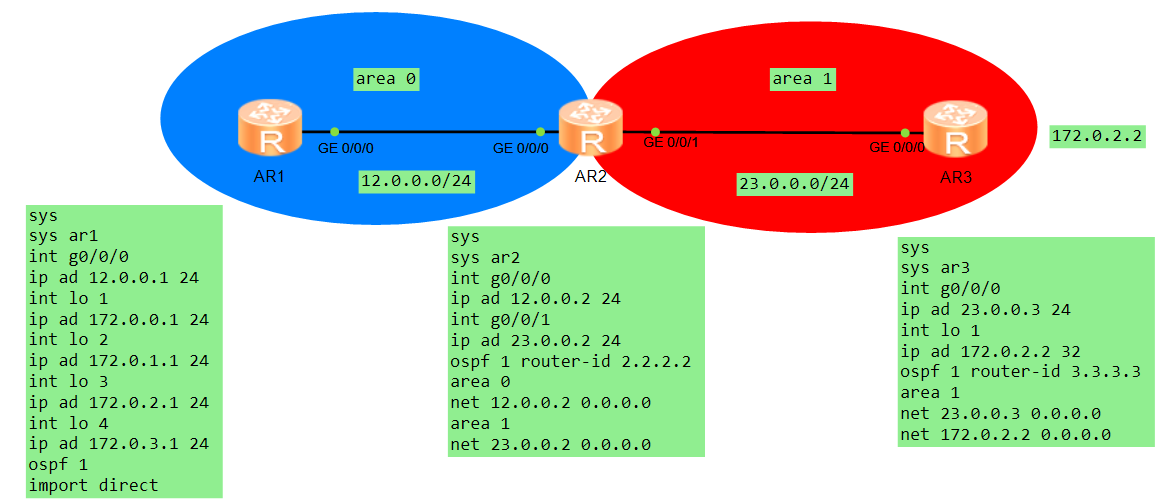 area 0
area 1
172.0.2.2
R
R
R
GE 0/0/0
GE 0/0/0
GE 0/0/1
GE 0/0/0
AR1
AR2
AR3
12.0.0.0/24
23.0.0.0/24
sys
sys ar1
int g0/0/0
ip ad 12.0.0.1 24
int lo 1
ip ad 172.0.0.1 24
int lo 2
ip ad 172.0.1.1 24
int lo 3
ip ad 172.0.2.1 24
int lo 4
ip ad 172.0.3.1 24
ospf 1
import direct
sys
sys ar2
int g0/0/0
ip ad 12.0.0.2 24
int g0/0/1
ip ad 23.0.0.2 24
ospf 1 router-id 2.2.2.2
area 0
net 12.0.0.2 0.0.0.0
area 1
net 23.0.0.2 0.0.0.0
sys
sys ar3
int g0/0/0
ip ad 23.0.0.3 24
int lo 1
ip ad 172.0.2.2 32
ospf 1 router-id 3.3.3.3
area 1
net 23.0.0.3 0.0.0.0
net 172.0.2.2 0.0.0.0